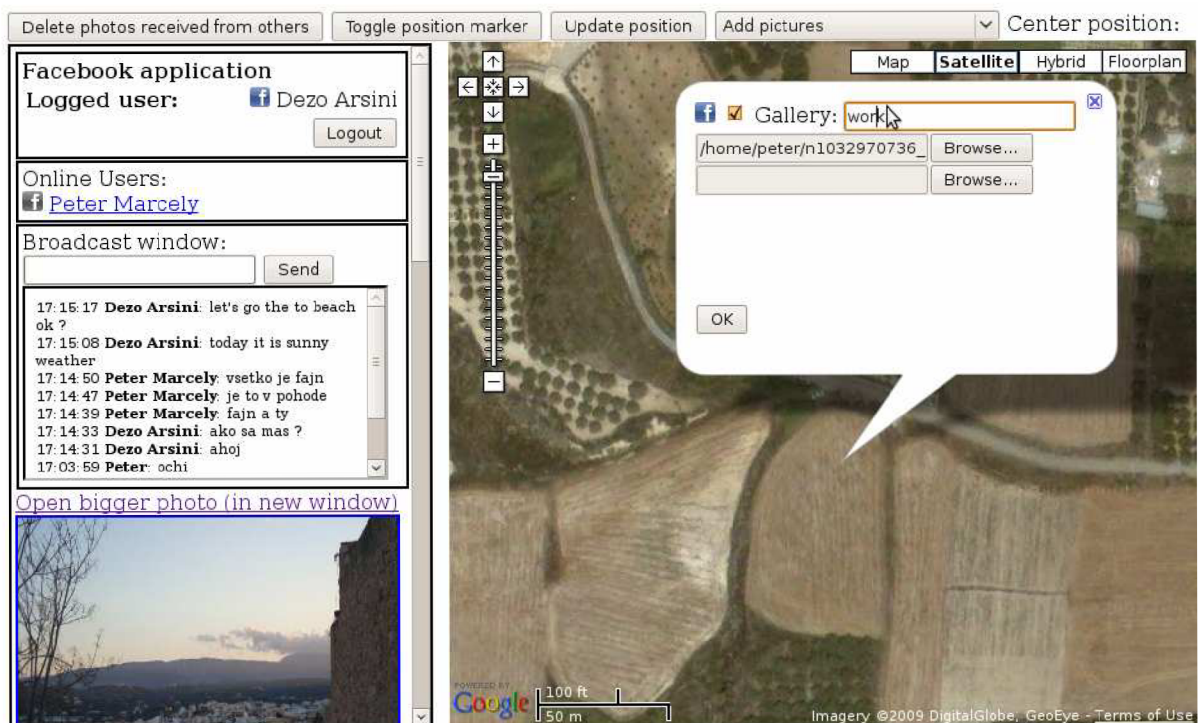 Delete photos received from others
Toggle position marker
Update position
Add pictures
Center position:
Facebook application
Logged user:
Dezo Arsini
Logout
Online Users:
Peter Marcely
Broadcast window:
Send
17:15:17 Dezo Arsini: let's go the to beach
ok ?
17:15:08 Dezo Arsini: today it is sunny
weather
17:14:50 Peter Marcely: vsetko je fajn
17:14:47 Peter Marcely: je to v pohode
17:14:39 Peter Marcely: fajn a ty
17:14:33 Dezo Arsini: ako sa mas ?
17:14:31 Dezo Arsini: ahoj
17:03:59 Peter: ochi
Open bigger photo (in new window)
Map
Satellite
Hybrid
Floorplan
Gallery: work
/home/peter/n1032970736_
Browse...
Browse...
OK
POWERED BY
Google
100 ft
50 m
Imagery ©2009 DigitalGlobe, GeoEye - Terms of Use